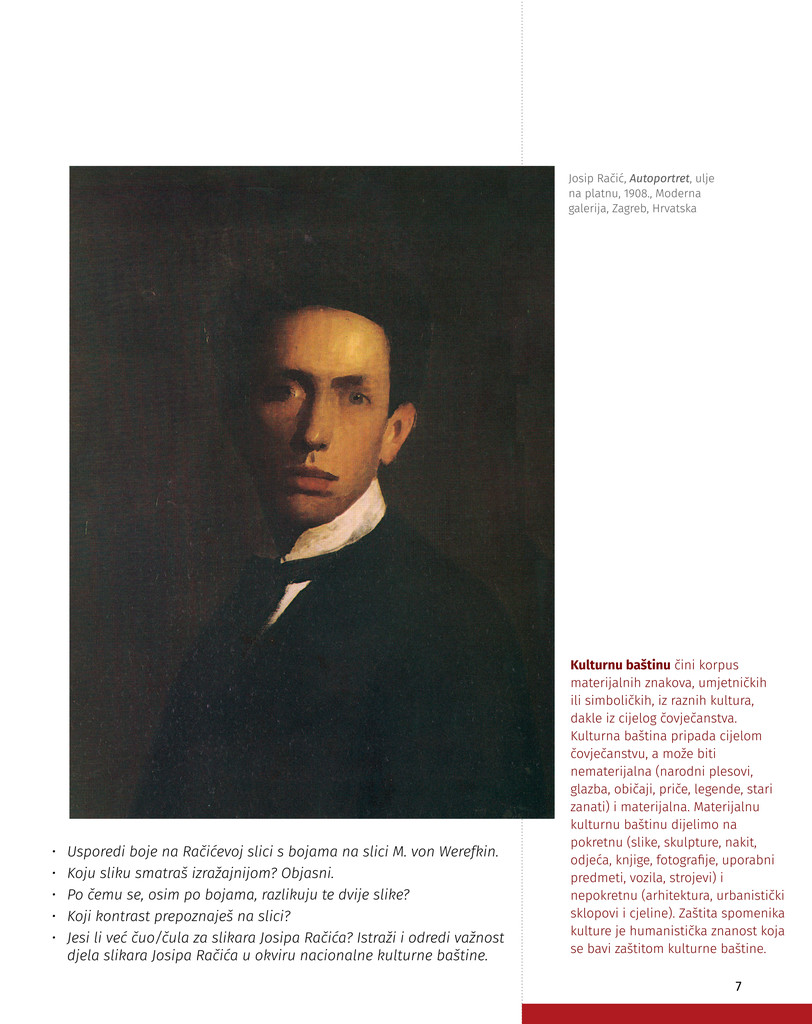 Josip Račić, Autoportret, ulje
na platnu, 1908., Moderna
galerija, Zagreb, Hrvatska
Kulturnu baštinu čini korpus
materijalnih znakova, umjetničkih
ili simboličkih, iz raznih kultura,
dakle iz cijelog čovječanstva.
Kulturna baština pripada cijelom
čovječanstvu, a može biti
nematerijalna (narodni plesovi,
glazba, običaji, priče, legende, stari
zanati) i materijalna. Materijalnu
kulturnu baštinu dijelimo na
pokretnu (slike, skulpture, nakit,
odjeća, knjige, fotografije, uporabni
predmeti, vozila, strojevi) i
nepokretnu (arhitektura, urbanistički
sklopovi i cjeline). Zaštita spomenika
kulture je humanistička znanost koja
se bavi zaštitom kulturne baštine.
· Usporedi boje na Račićevoj slici s bojama na slici M. von Werefkin.
· Koju sliku smatraš izražajnijom? Objasni.
· Po čemu se, osim po bojama, razlikuju te dvije slike?
· Koji kontrast prepoznaješ na slici?
· Jesi li već čuo/čula za slikara Josipa Račića? Istraži i odredi važnost
djela slikara Josipa Račića u okviru nacionalne kulturne baštine.
7